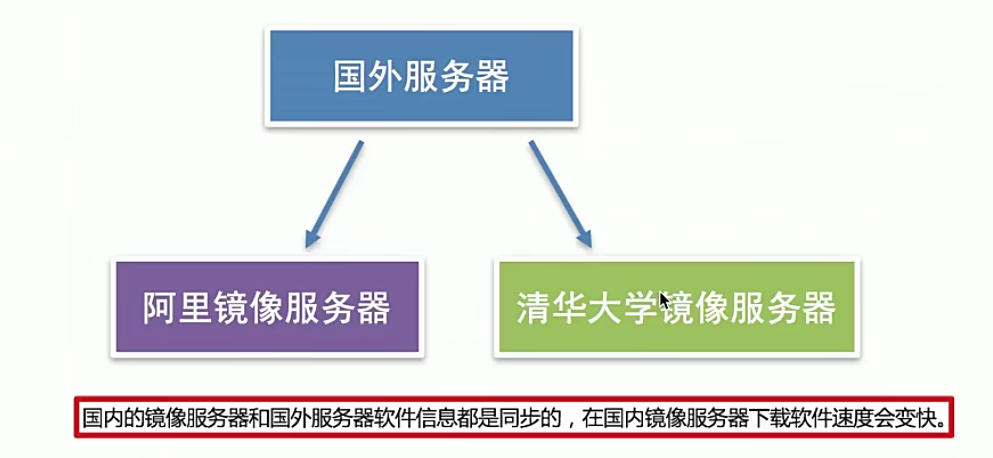 国外服务器
阿里镜像服务器
清华大学镜像服务器
国内的镜像服务器和国外服务器软件信息都是同步的，在国内镜像服务器下载软件速度会变快。